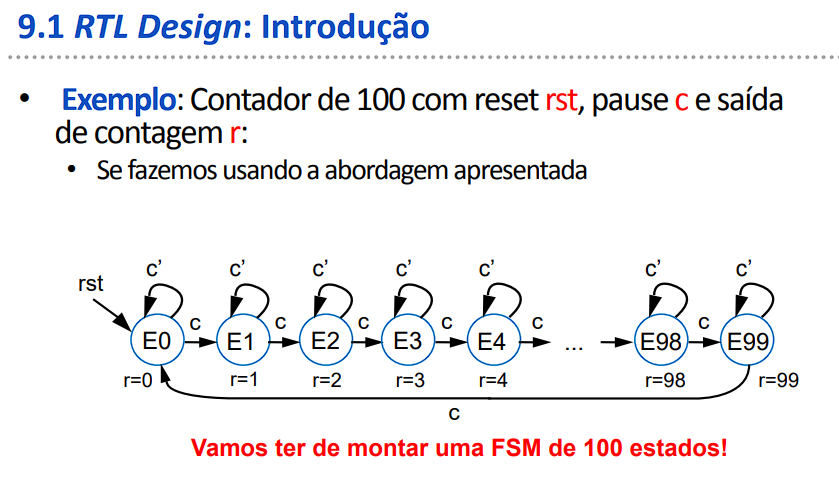 9.1 RTL Design: Introdução
• Exemplo: Contador de 100 com reset rst, pause c e saída
de contagem r:
• Se fazemos usando a abordagem apresentada
c' c' c' c' c' c' c'
rst
c c c c c c
E0 E1 E2 E3 E4 ... E98 E99
r=0 r=1 r=2 r=3 r=4 r=98 r=99
c
Vamos ter de montar uma FSM de 100 estados!